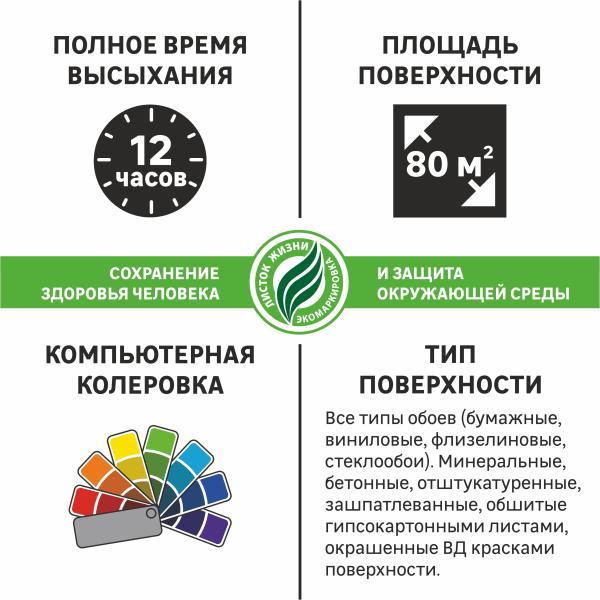 ПОЛНОЕ ВРЕМЯ
ВЫСЫХАНИЯ
12
часов
ПЛОЩАДЬ
ПОВЕРХНОСТИ
80 м²
СОХРАНЕНИЕ
ЗДОРОВЬЯ ЧЕЛОВЕКА
ЛИСТОК ЖИЗНИ
ЭКОМАРКИРОВКА
И ЗАЩИТА
ОКРУЖАЮЩЕЙ СРЕДЫ
КОМПЬЮТЕРНАЯ
КОЛЕРОВКА
ТИП
ПОВЕРХНОСТИ
Все типы обоев (бумажные,
виниловые, флизелиновые,
стеклообои). Минеральные,
бетонные, отштукатуренные,
зашпатлеванные, обшитые
гипсокартонными листами,
окрашенные ВД красками
поверхности.